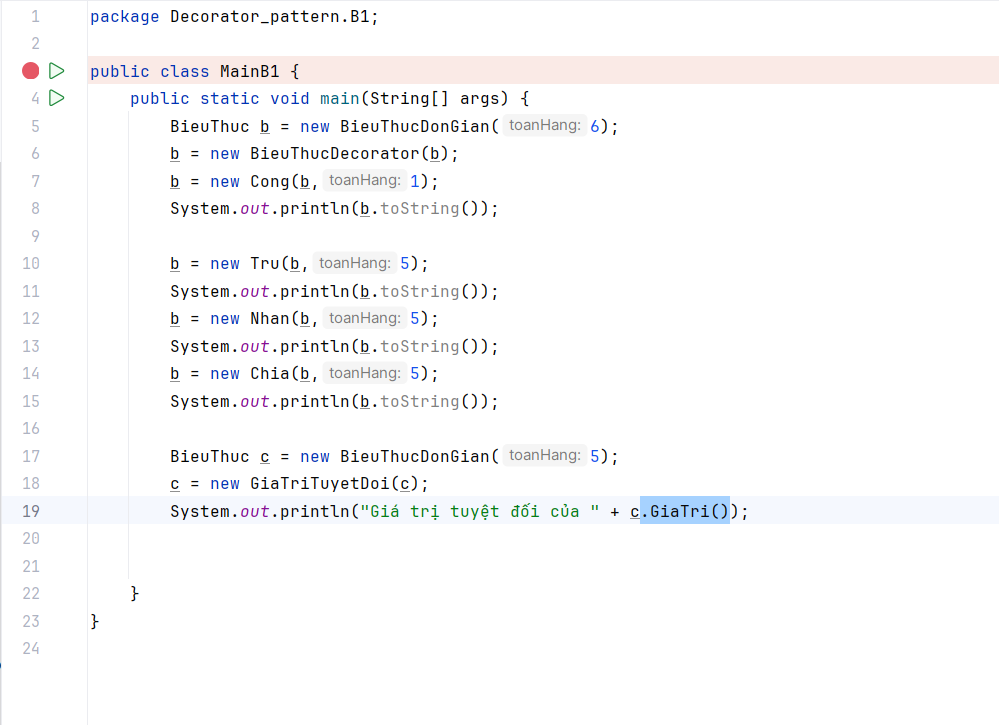 1 package Decorator_pattern.B1;
2
public class MainB1 {
4 public static void main(String[] args) {
5 BieuThuc b = new BieuThucDonGian( toanHang: 6);
6 b = new BieuThucDecorator(b);
7 b = new Cong(b, toanHang: 1);
8 System.out.println(b.toString());
9
10 b = new Tru(b, toanHang: 5);
11 System.out.println(b.toString());
12 b = new Nhan(b, toanHang: 5);
13 System.out.println(b.toString());
14 b = new Chia(b, toanHang: 5);
15 System.out.println(b.toString());
16
17 BieuThuc c = new BieuThucDonGian( toanHang: 5);
18 c = new GiaTriTuyetDoi(c);
19 System.out.println("Giá trị tuyệt đối của " + c.GiaTri());
20
21
22 }
23 }
24